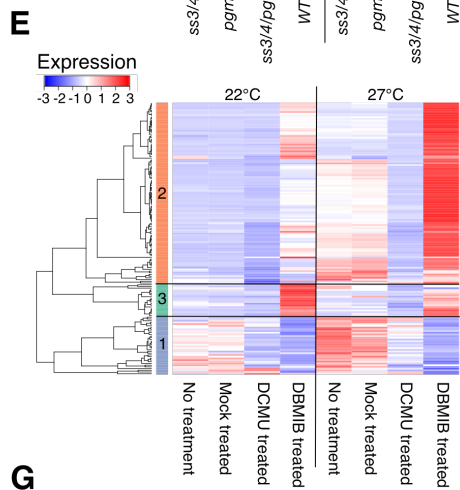 E
ss3/4/ pgm ss3/4/pg WT ss3/4/ pgm ss3/4/pg WT
Expression
-3 -2 -1 0 1 2 3
22°C 27°C
2
3
1
No treatment
Mock treated
DCMU treated
DBMIB treated
No treatment
Mock treated
DCMU treated
DBMIB treated
G